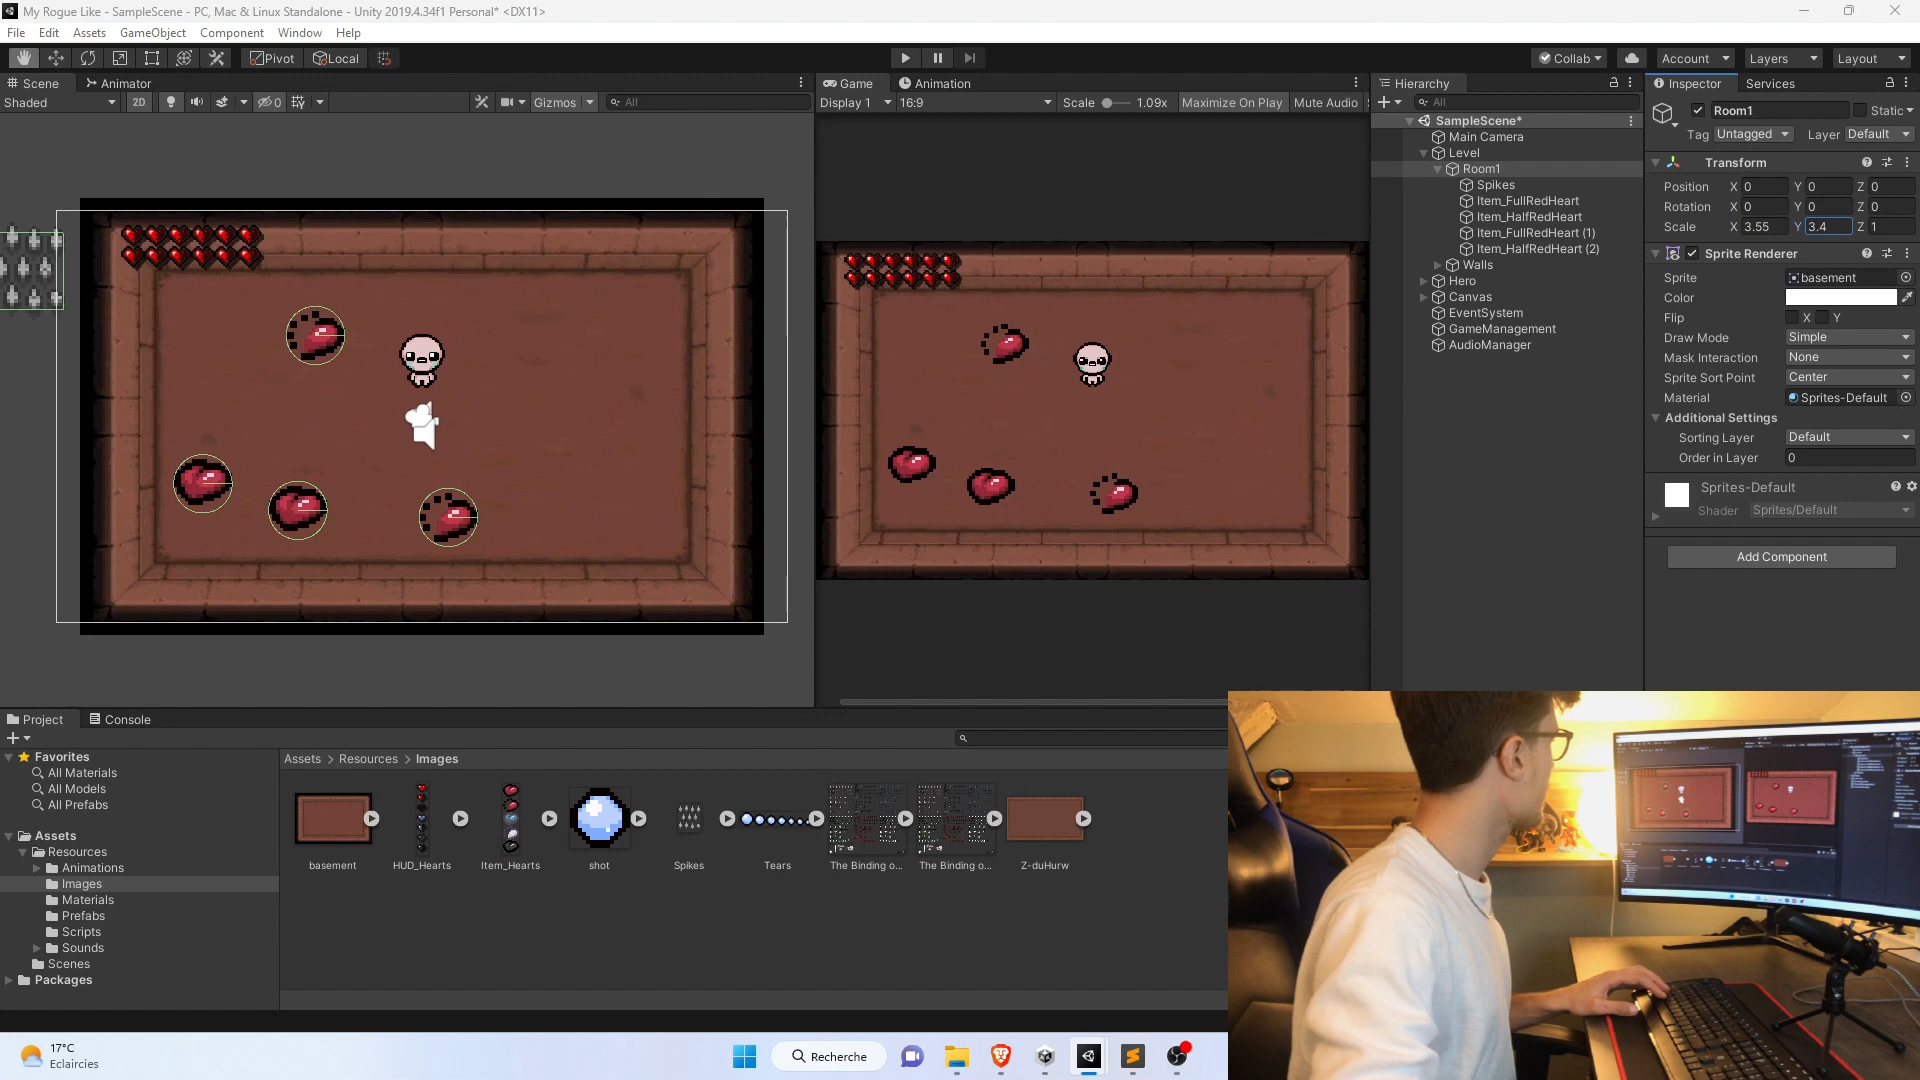 My Rogue Like - SampleScene - PC, Mac & Linux Standalone - Unity 2019.4.34f1 Personal* <DX11>
File Edit Assets GameObject Component Window Help
Pivot Local Collab Account Layers Layout
Scene Animator
Shaded 2D 0 Gizmos All
Game Animation
Display 1 16:9 Scale 1.09x Maximize On Play Mute Audio
Hierarchy
All
SampleScene*
Main Camera
Level
Room1
Spikes
Item_FullRedHeart
Item_HalfRedHeart
Item_FullRedHeart (1)
Item_HalfRedHeart (2)
Walls
Hero
Canvas
EventSystem
GameManagement
AudioManager
Inspector Services
Room1 Static
Tag Untagged Layer Default
Transform
Position X 0 Y 0 Z 0
Rotation X 0 Y 0 Z 0
Scale X 3.55 Y 3.4 Z 1
Sprite Renderer
Sprite basement
Color
Flip X Y
Draw Mode Simple
Mask Interaction None
Sprite Sort Point Center
Material Sprites-Default
Additional Settings
Sorting Layer Default
Order in Layer 0
Sprites-Default
Shader Sprites/Default
Add Component
Project Console
Favorites
All Materials
All Models
All Prefabs
Assets
Resources
Animations
Images
Materials
Prefabs
Scripts
Sounds
Scenes
Packages
Assets > Resources > Images
basement HUD_Hearts Item_Hearts shot Spikes Tears The Binding o... The Binding o... Z-duHurw
17°C
Eclaircies
Recherche